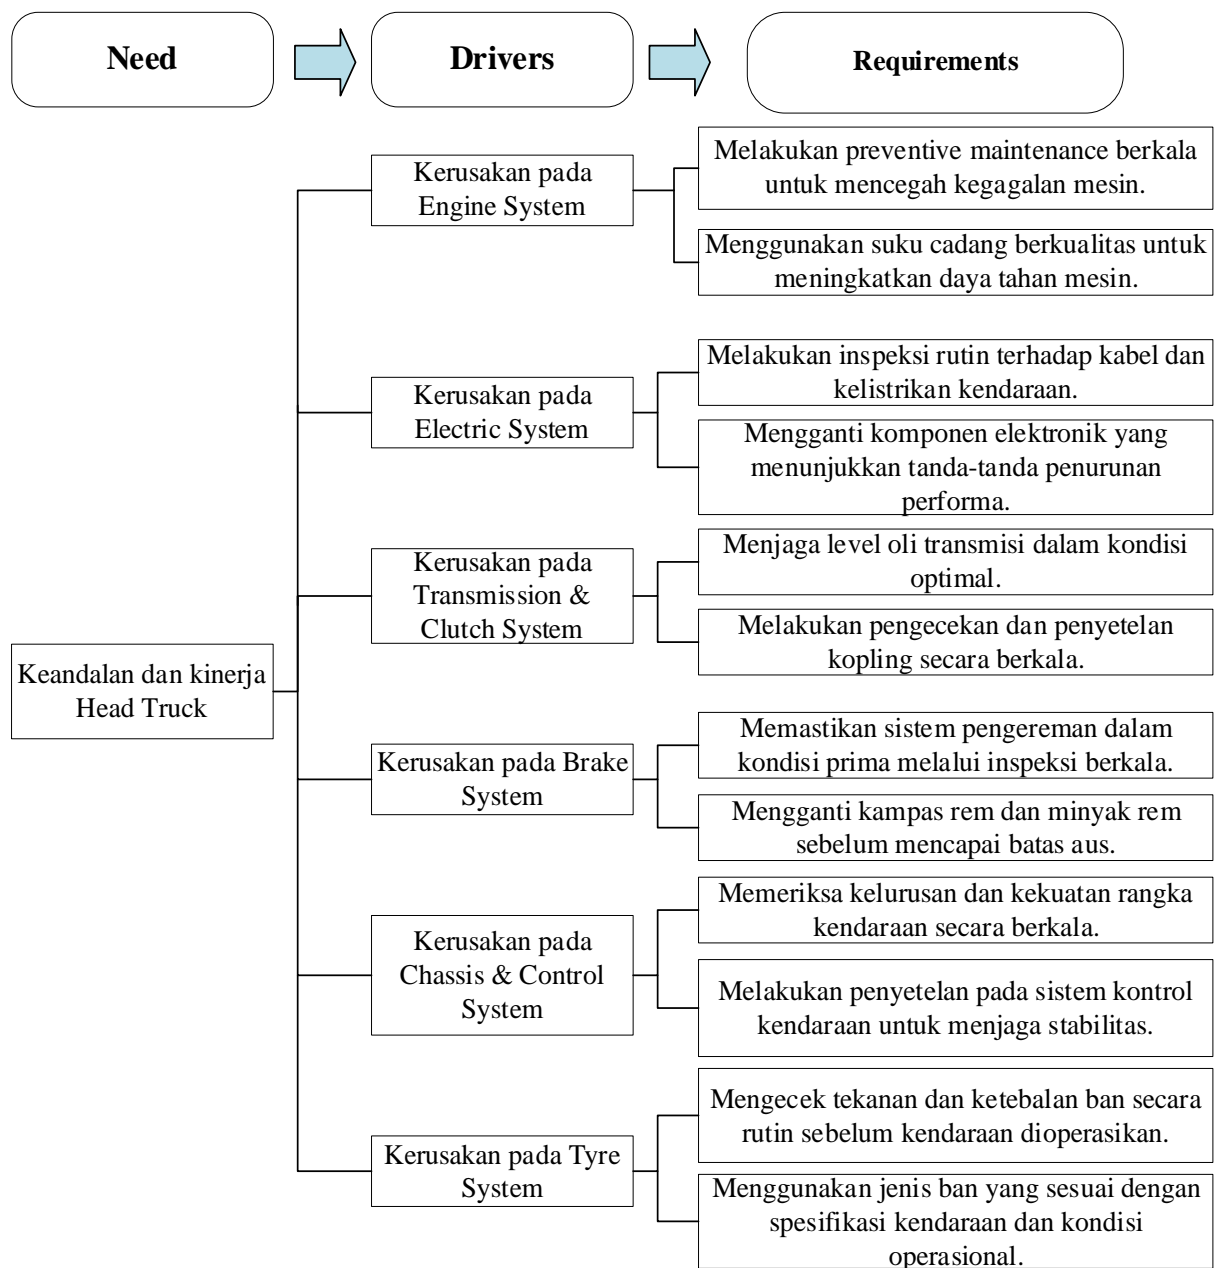 Need
Drivers
Requirements
Keandalan dan kinerja
Head Truck
Kerusakan pada
Engine System
Melakukan preventive maintenance berkala
untuk mencegah kegagalan mesin.
Menggunakan suku cadang berkualitas untuk
meningkatkan daya tahan mesin.
Kerusakan pada
Electric System
Melakukan inspeksi rutin terhadap kabel dan
kelistrikan kendaraan.
Mengganti komponen elektronik yang
menunjukkan tanda-tanda penurunan
performa.
Kerusakan pada
Transmission &
Clutch System
Menjaga level oli transmisi dalam kondisi
optimal.
Melakukan pengecekan dan penyetelan
kopling secara berkala.
Kerusakan pada Brake
System
Memastikan sistem pengereman dalam
kondisi prima melalui inspeksi berkala.
Mengganti kampas rem dan minyak rem
sebelum mencapai batas aus.
Kerusakan pada
Chassis & Control
System
Memeriksa kelurusan dan kekuatan rangka
kendaraan secara berkala.
Melakukan penyetelan pada sistem kontrol
kendaraan untuk menjaga stabilitas.
Kerusakan pada Tyre
System
Mengecek tekanan dan ketebalan ban secara
rutin sebelum kendaraan dioperasikan.
Menggunakan jenis ban yang sesuai dengan
spesifikasi kendaraan dan kondisi
operasional.